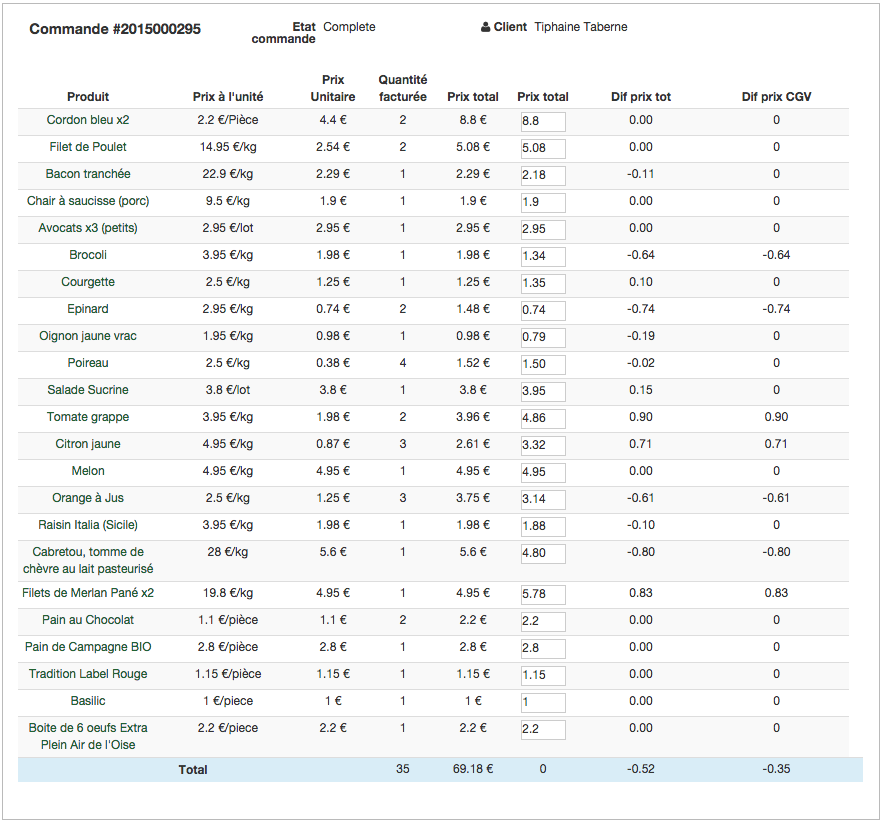 Commande #2015000295 Etat commande Complete Client Tiphaine Taberne
Produit Prix à l'unité Prix Unitaire Quantité facturée Prix total Prix total Dif prix tot Dif prix CGV
Cordon bleu x2 2.2 €/Pièce 4.4 € 2 8.8 € 8.8 0.00 0
Filet de Poulet 14.95 €/kg 2.54 € 2 5.08 € 5.08 0.00 0
Bacon tranchée 22.9 €/kg 2.29 € 1 2.29 € 2.18 -0.11 0
Chair à saucisse (porc) 9.5 €/kg 1.9 € 1 1.9 € 1.9 0.00 0
Avocats x3 (petits) 2.95 €/lot 2.95 € 1 2.95 € 2.95 0.00 0
Brocoli 3.95 €/kg 1.98 € 1 1.98 € 1.34 -0.64 -0.64
Courgette 2.5 €/kg 1.25 € 1 1.25 € 1.35 0.10 0
Epinard 2.95 €/kg 0.74 € 2 1.48 € 0.74 -0.74 -0.74
Oignon jaune vrac 1.95 €/kg 0.98 € 1 0.98 € 0.79 -0.19 0
Poireau 2.5 €/kg 0.38 € 4 1.52 € 1.50 -0.02 0
Salade Sucrine 3.8 €/lot 3.8 € 1 3.8 € 3.95 0.15 0
Tomate grappe 3.95 €/kg 1.98 € 2 3.96 € 4.86 0.90 0.90
Citron jaune 4.95 €/kg 0.87 € 3 2.61 € 3.32 0.71 0.71
Melon 4.95 €/kg 4.95 € 1 4.95 € 4.95 0.00 0
Orange à Jus 2.5 €/kg 1.25 € 3 3.75 € 3.14 -0.61 -0.61
Raisin Italia (Sicile) 3.95 €/kg 1.98 € 1 1.98 € 1.88 -0.10 0
Cabretou, tomme de 28 €/kg 5.6 € 1 5.6 € 4.80 -0.80 -0.80
chèvre au lait pasteurisé
Filets de Merlan Pané x2 19.8 €/kg 4.95 € 1 4.95 € 5.78 0.83 0.83
Pain au Chocolat 1.1 €/pièce 1.1 € 2 2.2 € 2.2 0.00 0
Pain de Campagne BIO 2.8 €/pièce 2.8 € 1 2.8 € 2.8 0.00 0
Tradition Label Rouge 1.15 €/pièce 1.15 € 1 1.15 € 1.15 0.00 0
Basilic 1 €/piece 1 € 1 1 € 1 0.00 0
Boite de 6 oeufs Extra 2.2 €/piece 2.2 € 1 2.2 € 2.2 0.00 0
Plein Air de l'Oise
Total 35 69.18 € 0 -0.52 -0.35